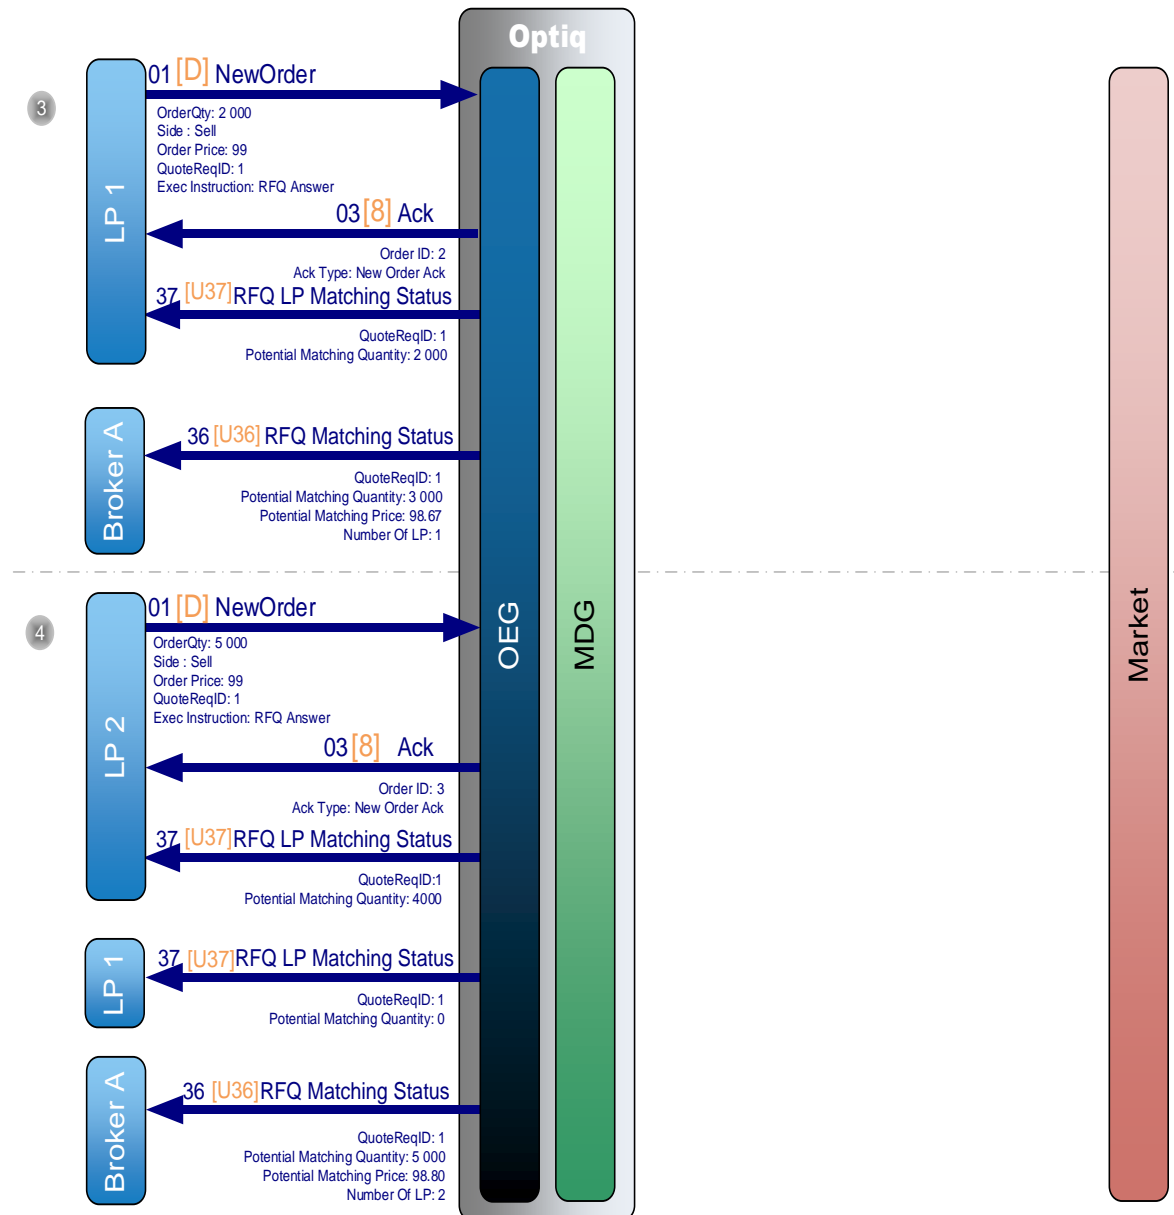 Optiq
3
LP 1
01 [D] NewOrder
OrderQty: 2 000
Side : Sell
Order Price: 99
QuoteReqID: 1
Exec Instruction: RFQ Answer
03 [8] Ack
Order ID: 2
Ack Type: New Order Ack
37 [U37] RFQ LP Matching Status
QuoteReqID: 1
Potential Matching Quantity: 2 000
Broker A
36 [U36] RFQ Matching Status
QuoteReqID: 1
Potential Matching Quantity: 3 000
Potential Matching Price: 98.67
Number Of LP: 1
OEG
MDG
Market
4
LP 2
01 [D] NewOrder
OrderQty: 5 000
Side : Sell
Order Price: 99
QuoteReqID: 1
Exec Instruction: RFQ Answer
03 [8] Ack
Order ID: 3
Ack Type: New Order Ack
37 [U37] RFQ LP Matching Status
QuoteReqID:1
Potential Matching Quantity: 4000
LP 1
37 [U37] RFQ LP Matching Status
QuoteReqID: 1
Potential Matching Quantity: 0
Broker A
36 [U36] RFQ Matching Status
QuoteReqID: 1
Potential Matching Quantity: 5 000
Potential Matching Price: 98.80
Number Of LP: 2